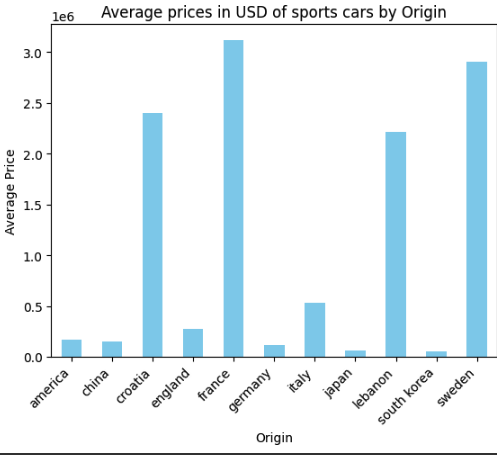 Average prices in USD of sports cars by Origin
1e6
3.0
2.5
2.0
1.5
1.0
0.5
0.0
Average Price
america
china
croatia
england
france
germany
italy
japan
lebanon
south korea
sweden
Origin